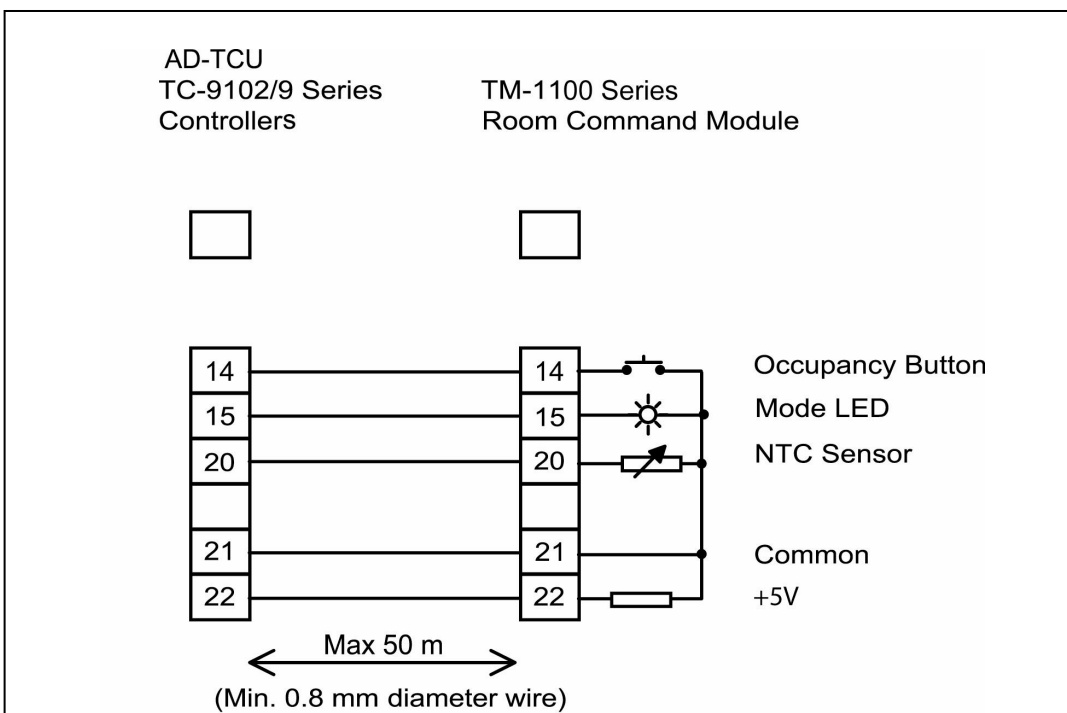 AD-TCU
TC-9102/9 Series
Controllers
TM-1100 Series
Room Command Module
14
14
Occupancy Button
15
15
Mode LED
20
20
NTC Sensor
21
21
Common
22
22
+5V
Max 50 m
(Min. 0.8 mm diameter wire)